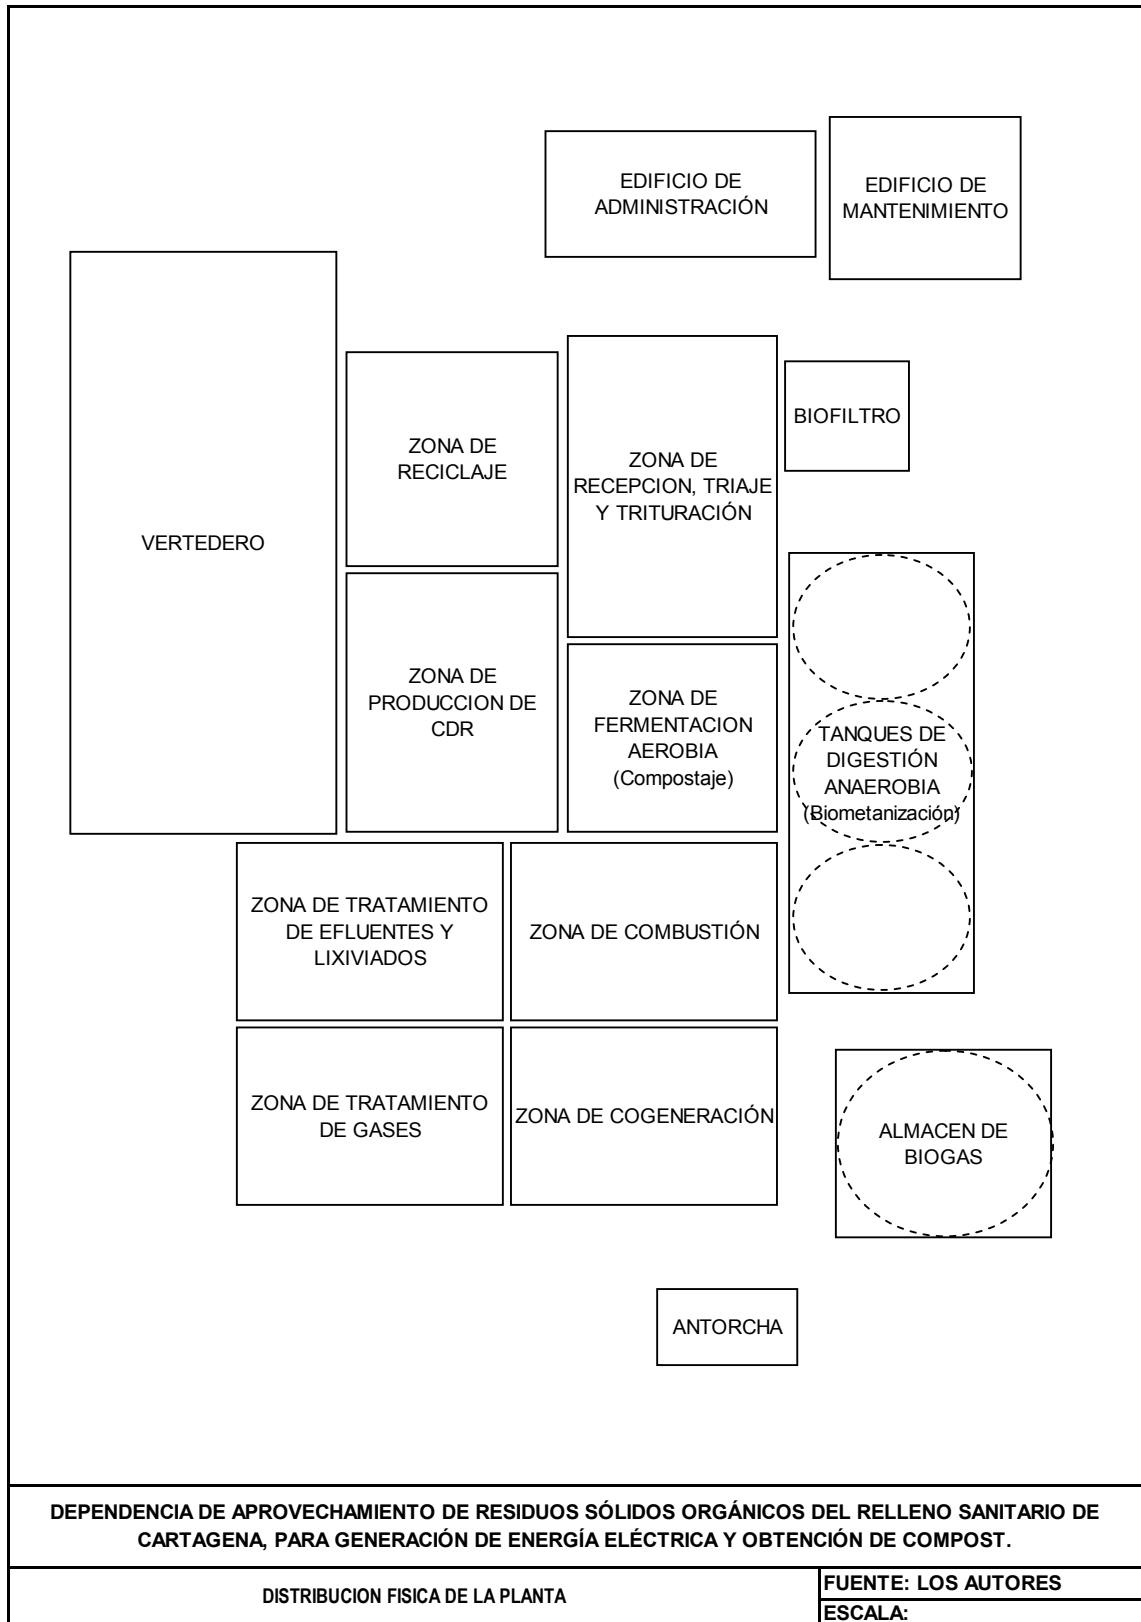 EDIFICIO DE
ADMINISTRACIÓN
EDIFICIO DE
MANTENIMIENTO
VERTEDERO
ZONA DE
RECICLAJE
ZONA DE
RECEPCION, TRIAJE
Y TRITURACIÓN
BIOFILTRO
ZONA DE
PRODUCCION DE
CDR
ZONA DE
FERMENTACION
AEROBIA
(Compostaje)
TANQUES DE
DIGESTIÓN
ANAEROBIA
(Biometanización)
ZONA DE TRATAMIENTO
DE EFLUENTES Y
LIXIVIADOS
ZONA DE COMBUSTIÓN
ZONA DE TRATAMIENTO
DE GASES
ZONA DE COGENERACIÓN
ALMACEN DE
BIOGAS
ANTORCHA
DEPENDENCIA DE APROVECHAMIENTO DE RESIDUOS SÓLIDOS ORGÁNICOS DEL RELLENO SANITARIO DE
CARTAGENA, PARA GENERACIÓN DE ENERGÍA ELÉCTRICA Y OBTENCIÓN DE COMPOST.
DISTRIBUCION FISICA DE LA PLANTA
FUENTE: LOS AUTORES
ESCALA: